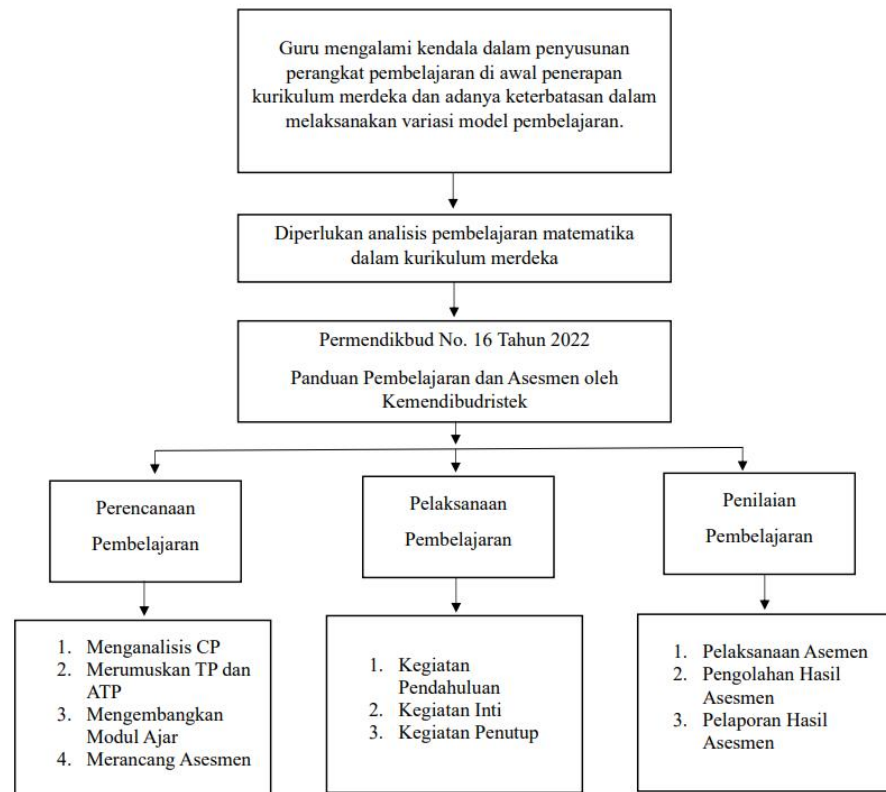 Guru mengalami kendala dalam penyusunan
perangkat pembelajaran di awal penerapan
kurikulum merdeka dan adanya keterbatasan dalam
melaksanakan variasi model pembelajaran.
Diperlukan analisis pembelajaran matematika
dalam kurikulum merdeka
Permendikbud No. 16 Tahun 2022
Panduan Pembelajaran dan Asesmen oleh
Kemendibudristek
Perencanaan
Pembelajaran
Pelaksanaan
Pembelajaran
Penilaian
Pembelajaran
1. Menganalisis CP
2. Merumuskan TP dan
ATP
3. Mengembangkan
Modul Ajar
4. Merancang Asesmen
1. Kegiatan
Pendahuluan
2. Kegiatan Inti
3. Kegiatan Penutup
1. Pelaksanaan Asemen
2. Pengolahan Hasil
Asesmen
3. Pelaporan Hasil
Asesmen